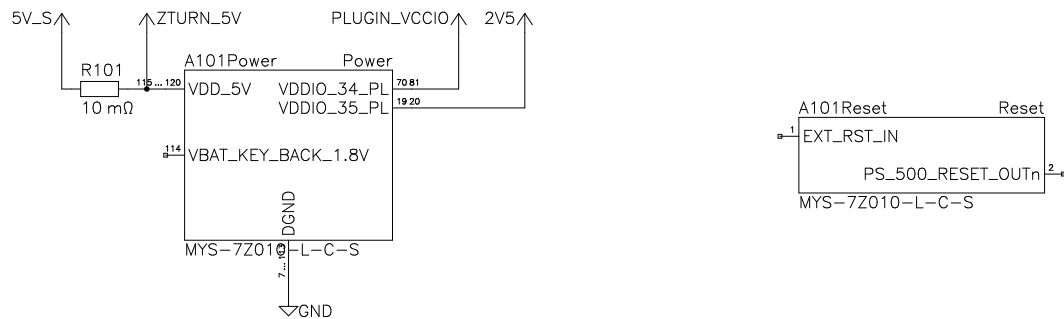 5V_S ZTURN_5V PLUGIN_VCCIO 2V5
R101 A101Power Power
115 ... 120 VDD_5V VDDIO_34_PL 70 81
10 mΩ VDDIO_35_PL 19 20
A101Reset Reset
1 EXT_RST_IN
114 VBAT_KEY_BACK_1.8V
PS_500_RESET_OUTn 2
MYS-7Z010-L-C-S
DGND
MYS-7Z010-L-C-S
GND